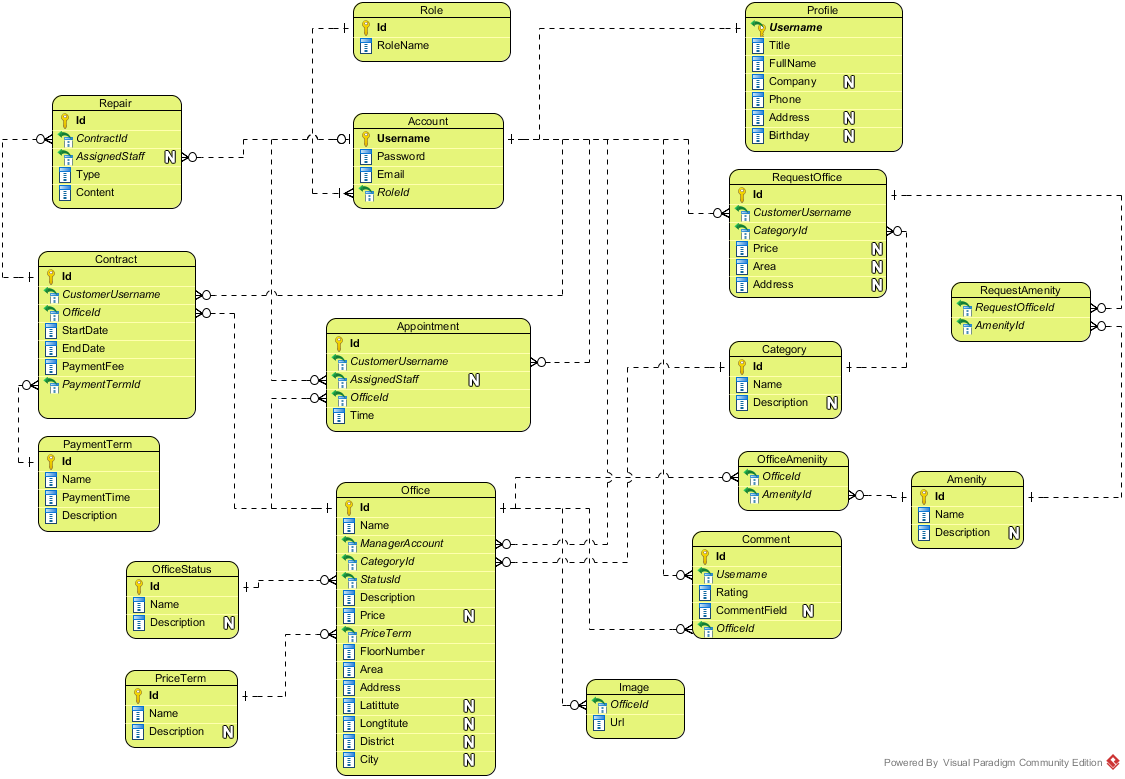 Role
Id
RoleName
Profile
Username
Title
FullName
Company N
Phone
Address N
Birthday N
Repair
Id
ContractId
AssignedStaff N
Type
Content
Account
Username
Password
Email
RoleId
RequestOffice
Id
CustomerUsername
CategoryId
Price N
Area N
Address N
Contract
Id
CustomerUsername
OfficeId
StartDate
EndDate
PaymentFee
PaymentTermId
RequestAmenity
RequestOfficeId
AmenityId
Appointment
Id
CustomerUsername
AssignedStaff N
OfficeId
Time
Category
Id
Name
Description N
PaymentTerm
Id
Name
PaymentTime
Description
OfficeAmeniity
OfficeId
AmenityId
Amenity
Id
Name
Description N
Office
Id
Name
ManagerAccount
CategoryId
StatusId
Description
Price N
PriceTerm
FloorNumber
Area
Address
Latittute N
Longtitute N
District N
City N
Comment
Id
Username
Rating
CommentField N
OfficeId
OfficeStatus
Id
Name
Description N
PriceTerm
Id
Name
Description N
Image
OfficeId
Url
Powered By Visual Paradigm Community Edition